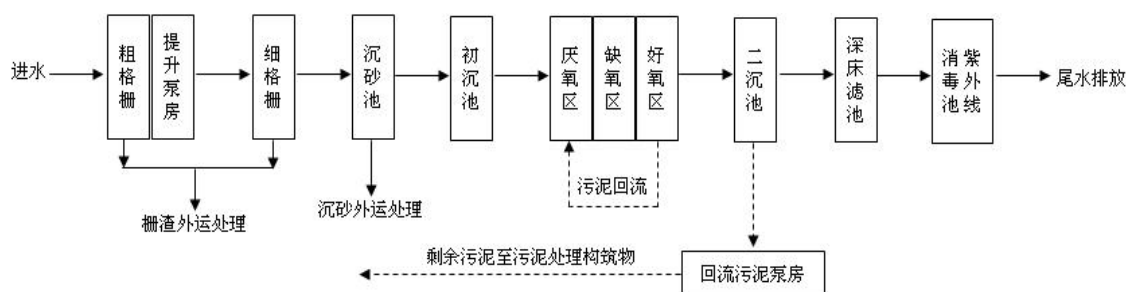 进水
粗格栅
提升泵房
细格栅
沉砂池
初沉池
厌氧区
缺氧区
好氧区
二沉池
深床滤池
紫外线
消毒池
尾水排放
污泥回流
栅渣外运处理
沉砂外运处理
剩余污泥至污泥处理构筑物
回流污泥泵房